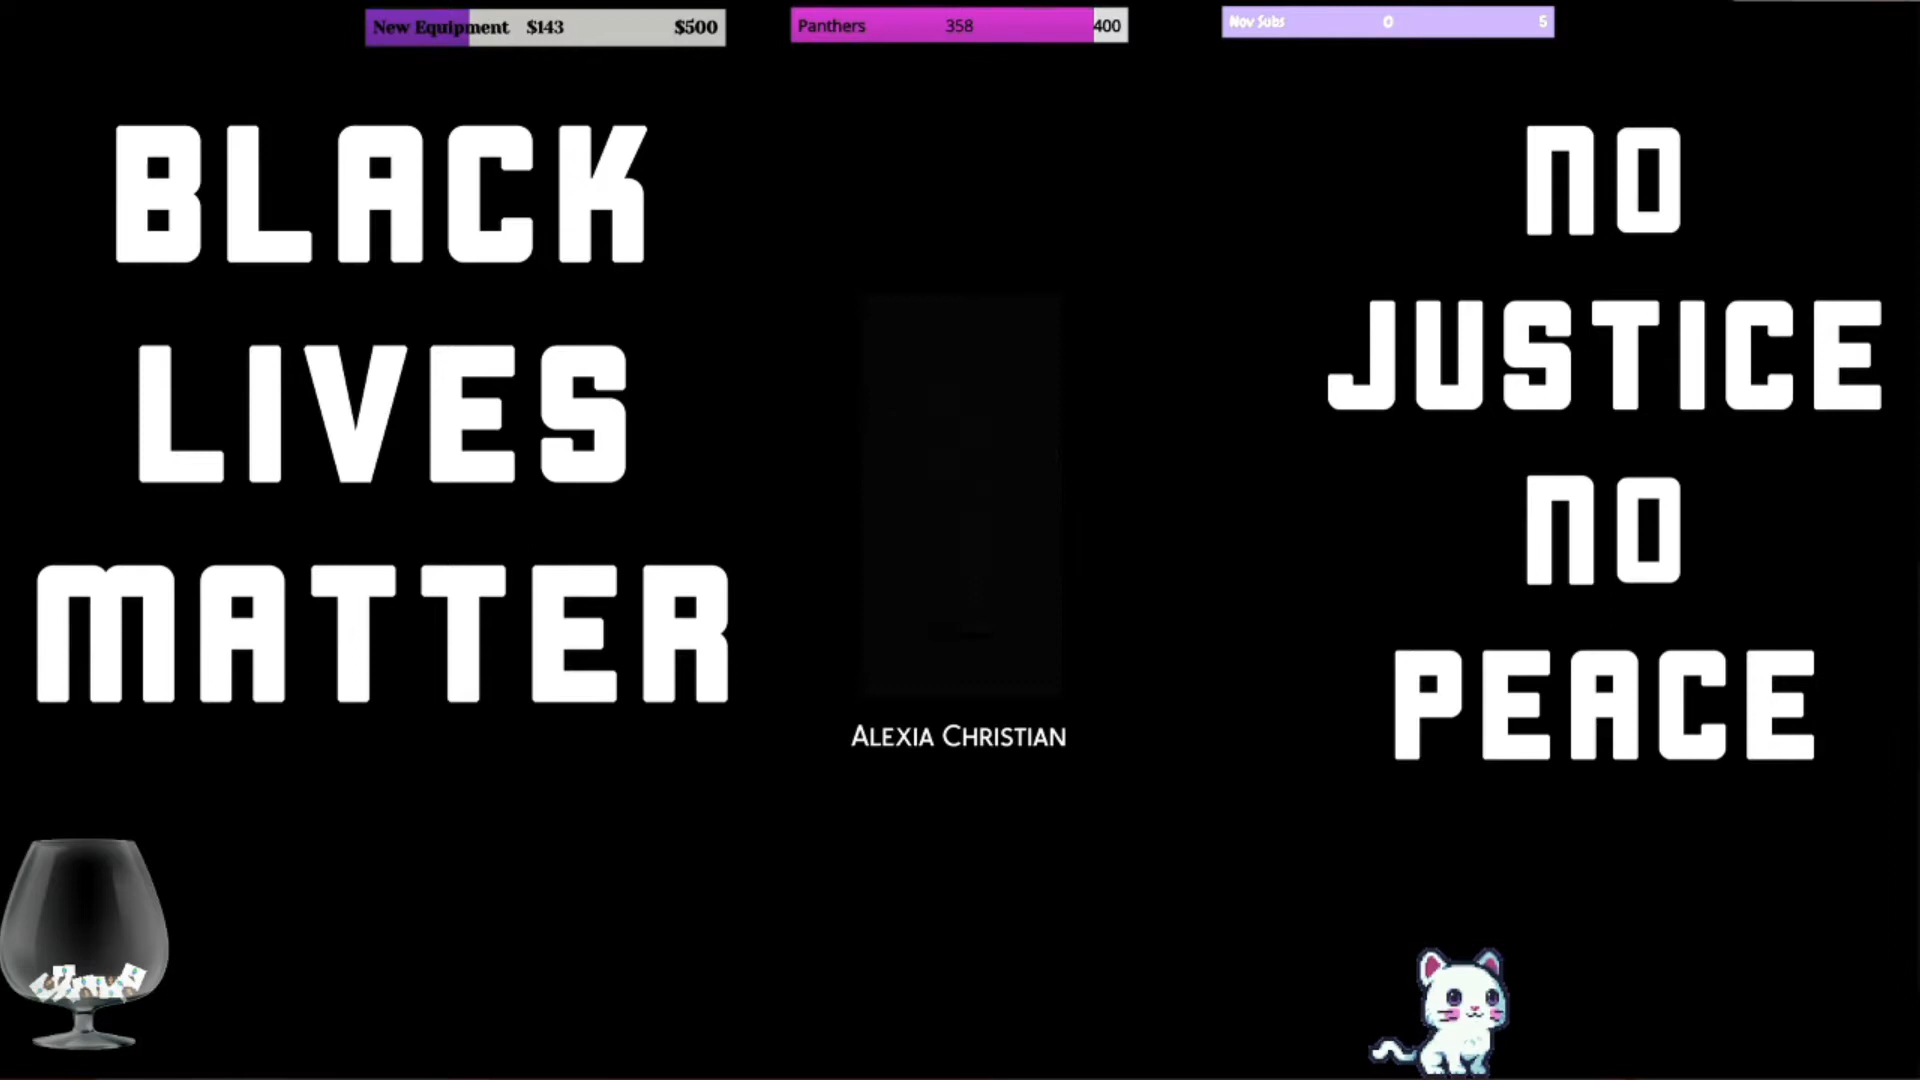 New Equipment $143 $500
Panthers 358 400
Nov Subs 0 5
BLACK
LIVES
MATTER
ALEXIA CHRISTIAN
NO
JUSTICE
NO
PEACE